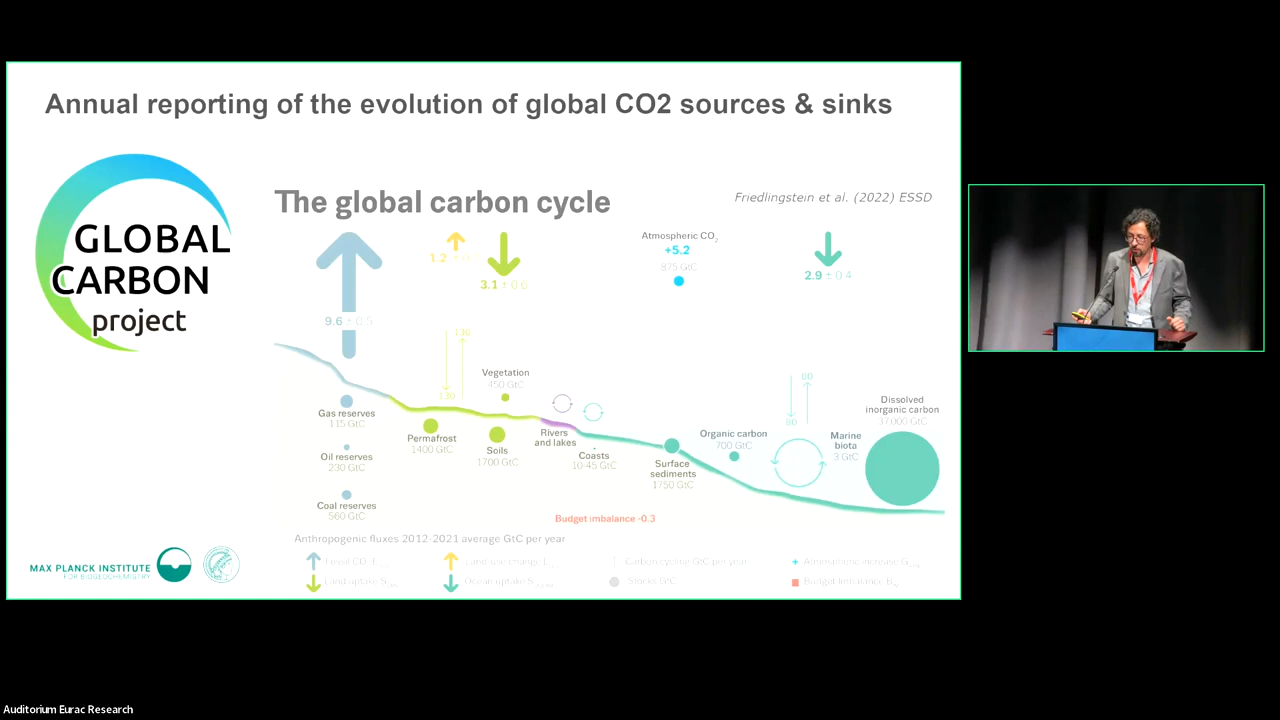 Annual reporting of the evolution of global CO2 sources & sinks
GLOBAL
CARBON
project
The global carbon cycle
Friedlingstein et al. (2022) ESSD
1.2
3.1 ± 0.6
Atmospheric CO2
+5.2
875 GtC
2.9 ± 0.4
9.6 ± 0.5
130
130
Vegetation
450 GtC
80
80
Gas reserves
115 GtC
Permafrost
1400 GtC
Soils
1700 GtC
Rivers
and lakes
Coasts
10-45 GtC
Surface
sediments
1750 GtC
Organic carbon
700 GtC
Marine
biota
3 GtC
Dissolved
inorganic carbon
37,000 GtC
Oil reserves
230 GtC
Coal reserves
560 GtC
Budget imbalance -0.3
Anthropogenic fluxes 2012-2021 average GtC per year
Fossil CO2
Land-use change
Carbon cycling GtC per year
Atmospheric increase
Land uptake
Ocean uptake
Stocks GtC
Budget Imbalance
MAX PLANCK INSTITUTE
FOR BIOGEOCHEMISTRY
Auditorium Eurac Research